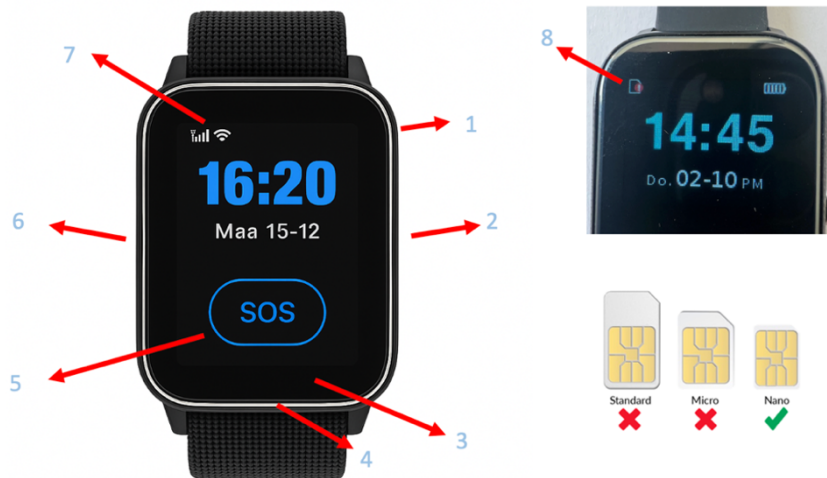 7
8
1
14:45
Do. 02-10 PM
16:20
Maa 15-12
6
2
SOS
5
3
4
Standard
Micro
Nano